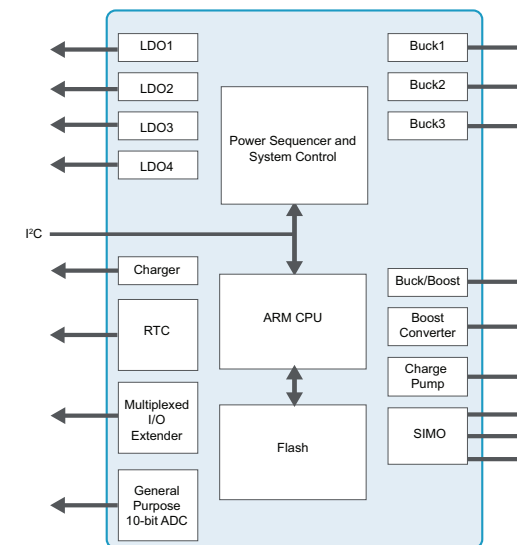 LDO1
LDO2
LDO3
LDO4
I²C
Charger
RTC
Multiplexed
I/O
Extender
General
Purpose
10-bit ADC
Power Sequencer and
System Control
ARM CPU
Flash
Buck1
Buck2
Buck3
Buck/Boost
Boost
Converter
Charge
Pump
SIMO